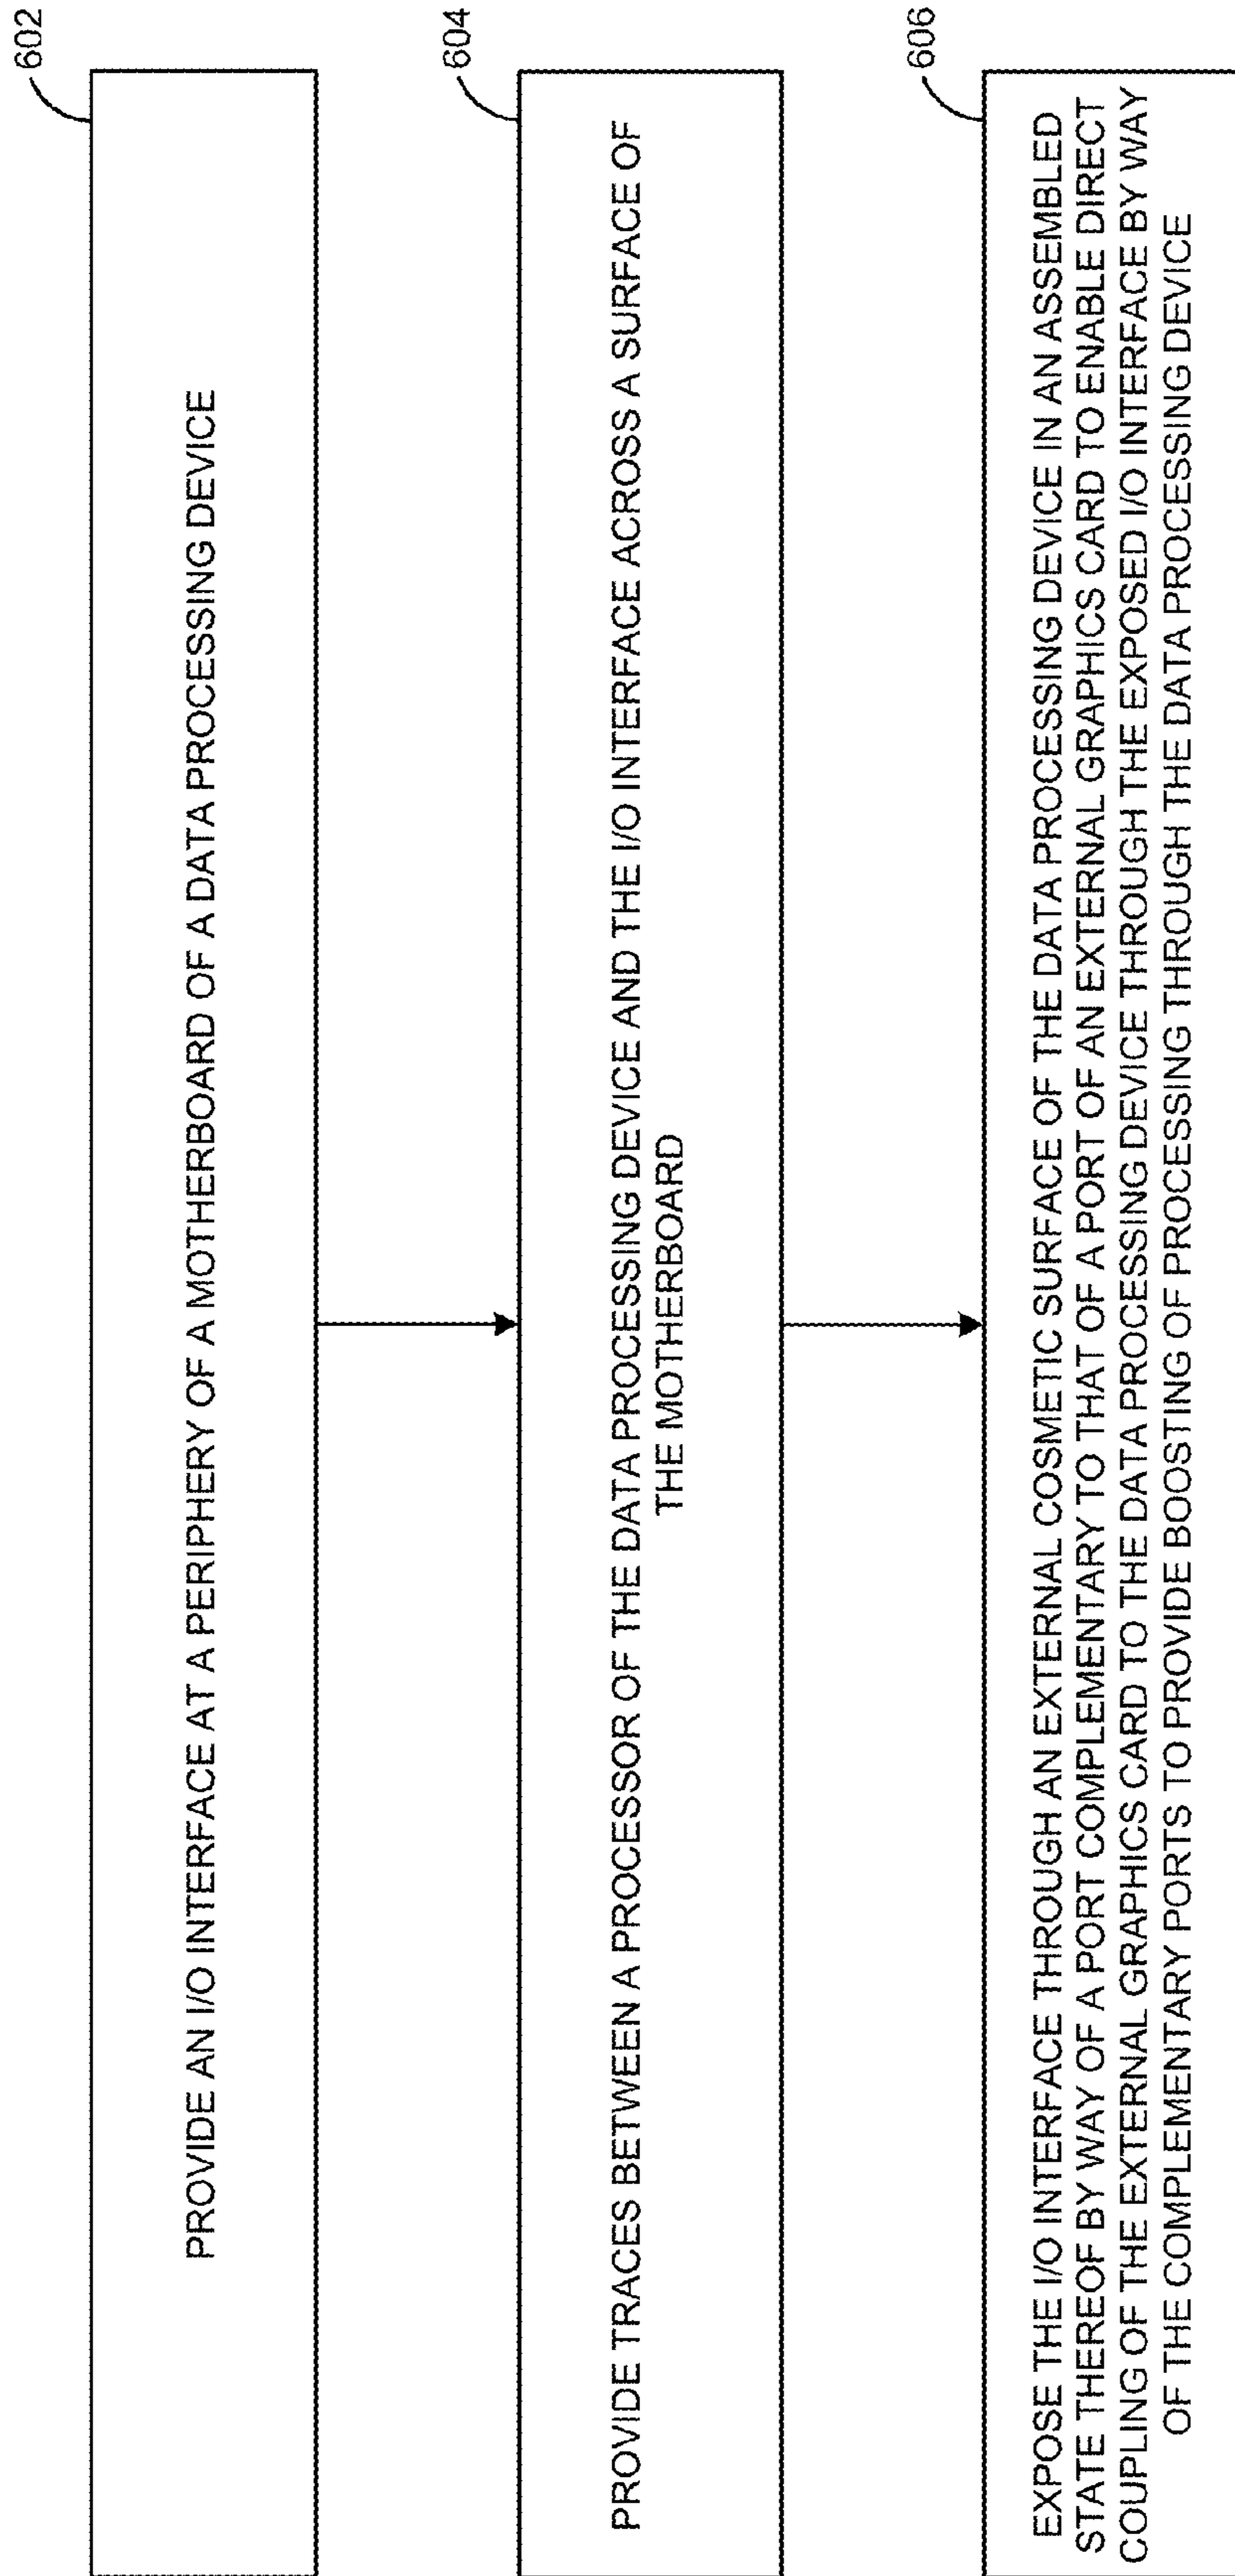 602
PROVIDE AN I/O INTERFACE AT A PERIPHERY OF A MOTHERBOARD OF A DATA PROCESSING DEVICE
604
PROVIDE TRACES BETWEEN A PROCESSOR OF THE DATA PROCESSING DEVICE AND THE I/O INTERFACE ACROSS A SURFACE OF
THE MOTHERBOARD
606
EXPOSE THE I/O INTERFACE THROUGH AN EXTERNAL COSMETIC SURFACE OF THE DATA PROCESSING DEVICE IN AN ASSEMBLED
STATE THEREOF BY WAY OF A PORT COMPLEMENTARY TO THAT OF A PORT OF AN EXTERNAL GRAPHICS CARD TO ENABLE DIRECT
COUPLING OF THE EXTERNAL GRAPHICS CARD TO THE DATA PROCESSING DEVICE THROUGH THE EXPOSED I/O INTERFACE BY WAY
OF THE COMPLEMENTARY PORTS TO PROVIDE BOOSTING OF PROCESSING THROUGH THE DATA PROCESSING DEVICE